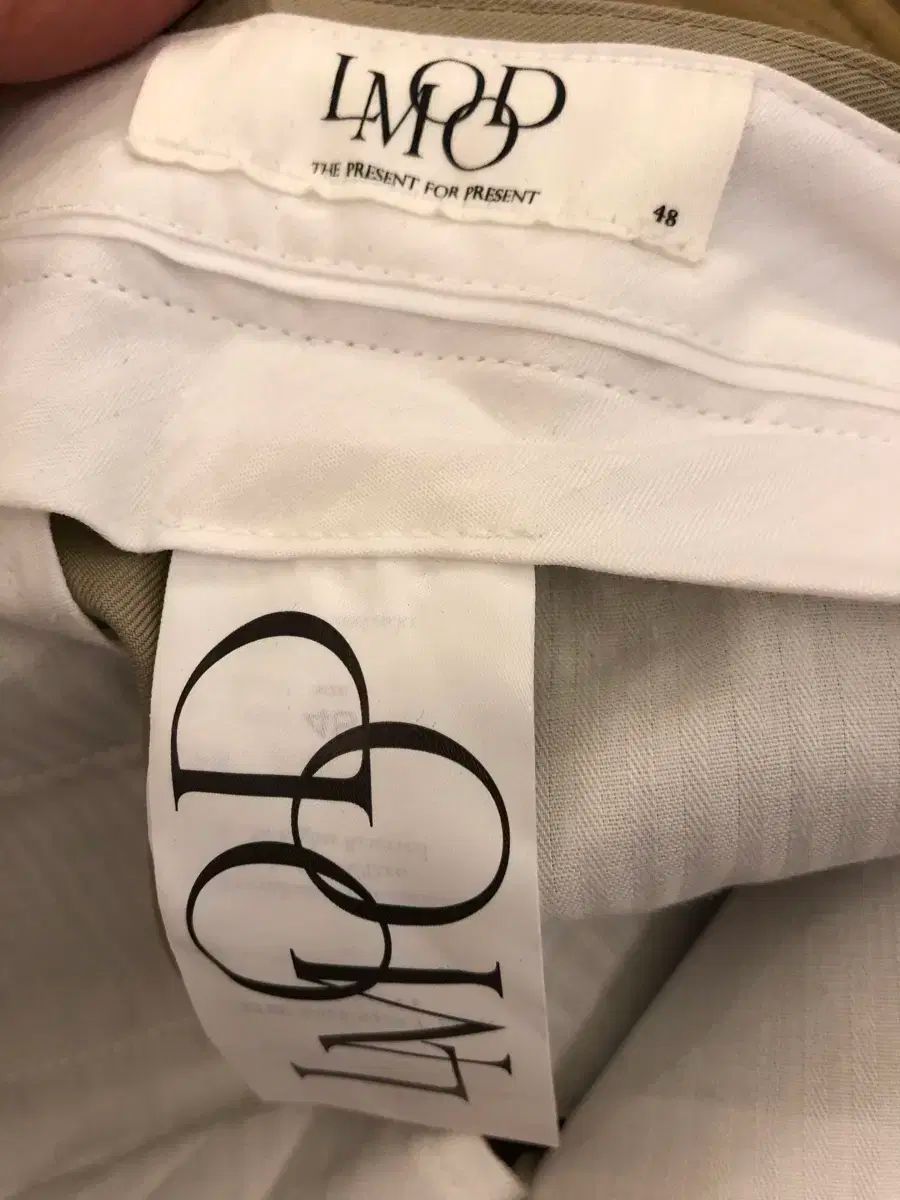 LMOOD
THE PRESENT FOR PRESENT
48
LMOOD